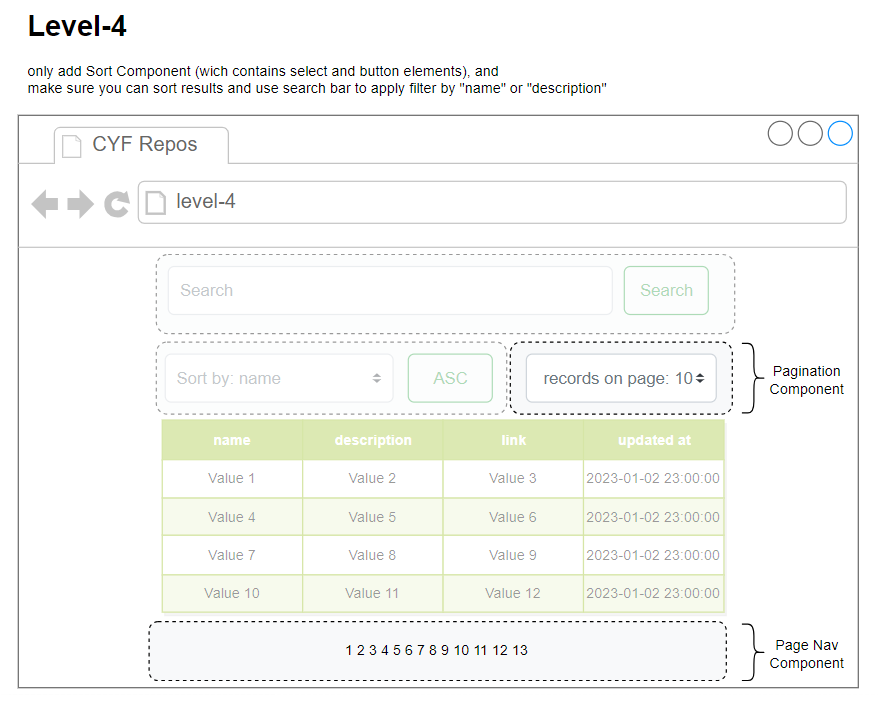 Level-4
only add Sort Component (wich contains select and button elements), and
make sure you can sort results and use search bar to apply filter by "name" or "description"
CYF Repos
level-4
Search Search
Sort by: name ASC records on page: 10
Pagination
Component
name description link updated at
Value 1 Value 2 Value 3 2023-01-02 23:00:00
Value 4 Value 5 Value 6 2023-01-02 23:00:00
Value 7 Value 8 Value 9 2023-01-02 23:00:00
Value 10 Value 11 Value 12 2023-01-02 23:00:00
1 2 3 4 5 6 7 8 9 10 11 12 13
Page Nav
Component